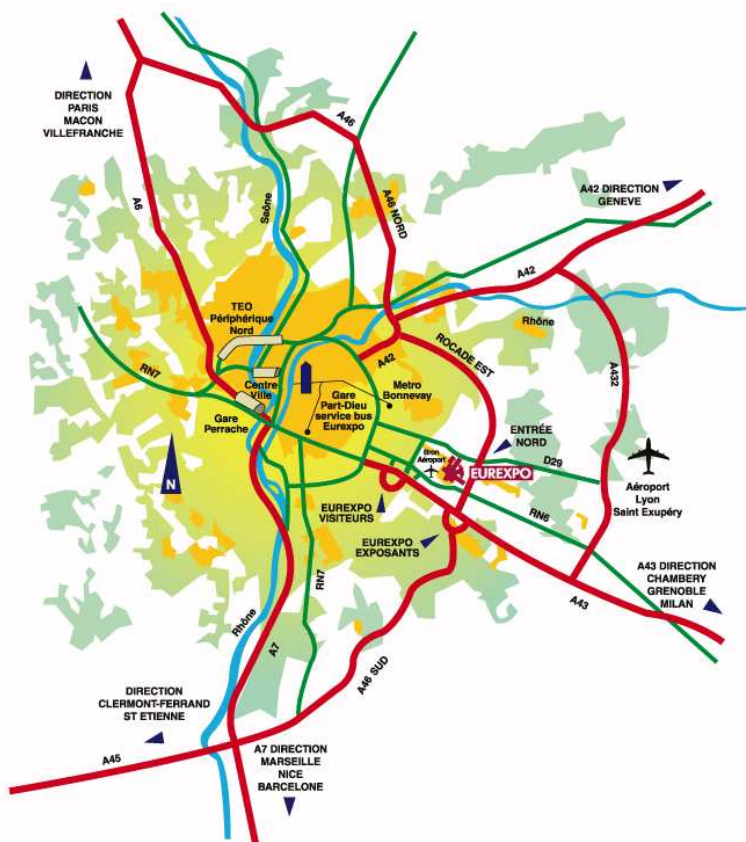 DIRECTION
PARIS
MACON
VILLEFRANCHE
A46
A6
Saône
A46 NORD
A42 DIRECTION
GENEVE
A42
TEO
Périphérique
Nord
Rhône
ROCADE EST
A432
A42
RN7
Centre
Ville
Gare
Part-Dieu
service bus
Eurexpo
Metro
Bonnevay
Gare
Perrache
ENTRÉE
NORD
Bron
Aéroport
EUREXPO
D29
Aéroport
Lyon
Saint Exupéry
N
EUREXPO
VISITEURS
RN6
EUREXPO
EXPOSANTS
A43 DIRECTION
CHAMBERY
GRENOBLE
MILAN
RN7
A43
Rhône
A7
A46 SUD
DIRECTION
CLERMONT-FERRAND
ST ETIENNE
A45
A7 DIRECTION
MARSEILLE
NICE
BARCELONE